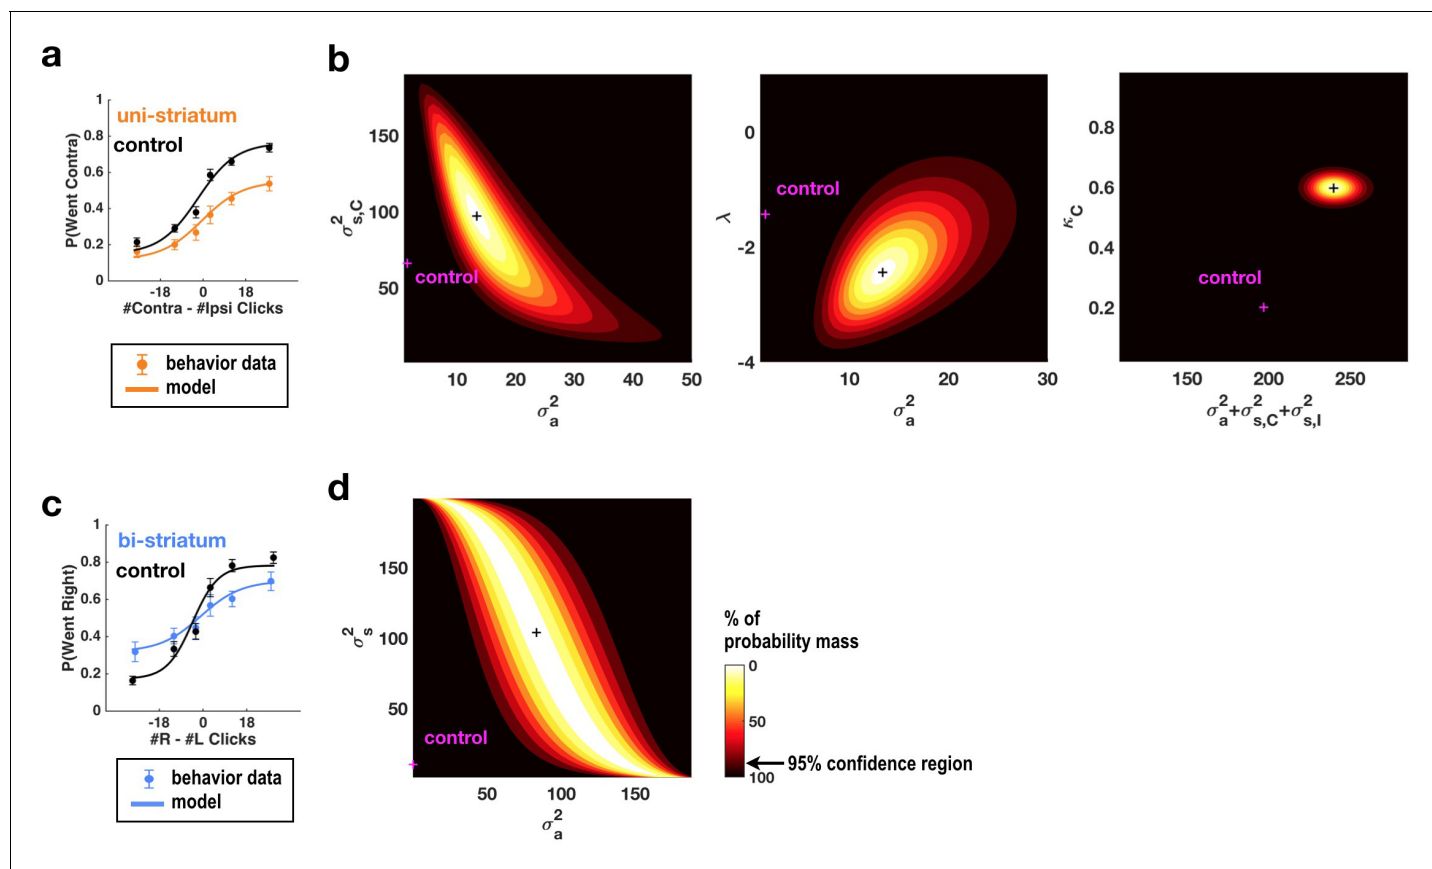 a
1
0.8
0.6
0.4
0.2
0
P(Went Contra)
uni-striatum
control
-18 0 18
#Contra - #Ipsi Clicks
behavior data
model
b
150
100
50
σ²s,C
control
10 20 30 40 50
σ²a
0
-2
-4
λ
control
10 20 30
σ²a
0.8
0.6
0.4
0.2
κC
control
150 200 250
σ²a+σ²s,C+σ²s,I
c
1
0.8
0.6
0.4
0.2
0
P(Went Right)
bi-striatum
control
-18 0 18
#R - #L Clicks
behavior data
model
d
150
100
50
σ²s
control
50 100 150
σ²a
% of
probability mass
0
50
95% confidence region
100